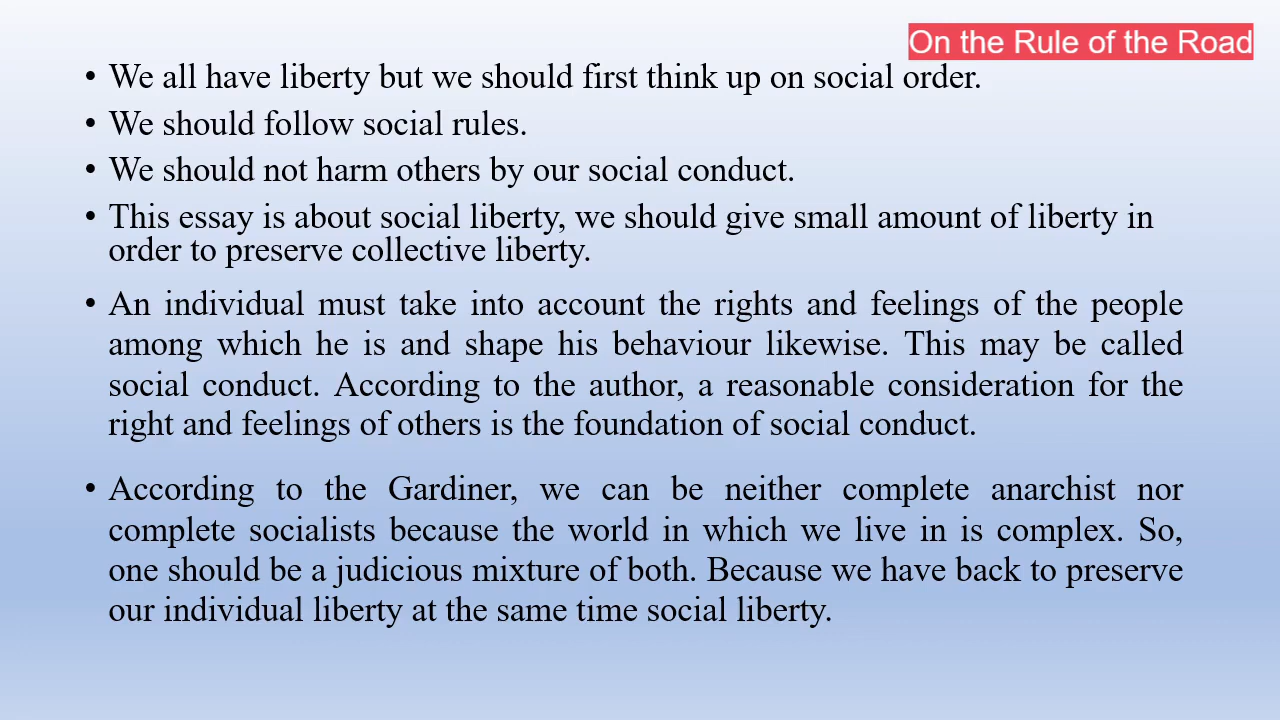 On the Rule of the Road
• We all have liberty but we should first think up on social order.
• We should follow social rules.
• We should not harm others by our social conduct.
• This essay is about social liberty, we should give small amount of liberty in
order to preserve collective liberty.
• An individual must take into account the rights and feelings of the people
among which he is and shape his behaviour likewise. This may be called
social conduct. According to the author, a reasonable consideration for the
right and feelings of others is the foundation of social conduct.
• According to the Gardiner, we can be neither complete anarchist nor
complete socialists because the world in which we live in is complex. So,
one should be a judicious mixture of both. Because we have back to preserve
our individual liberty at the same time social liberty.